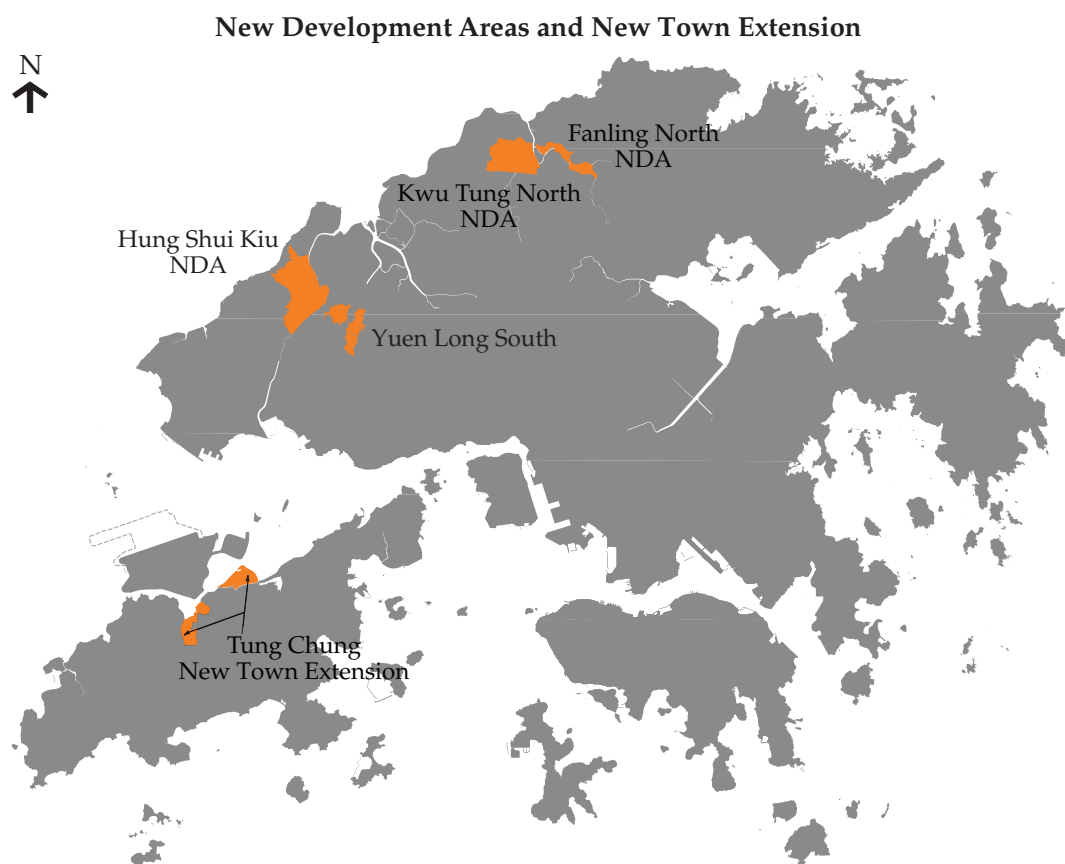 New Development Areas and New Town Extension
N
Fanling North
NDA
Kwu Tung North
NDA
Hung Shui Kiu
NDA
Yuen Long South
Tung Chung
New Town Extension